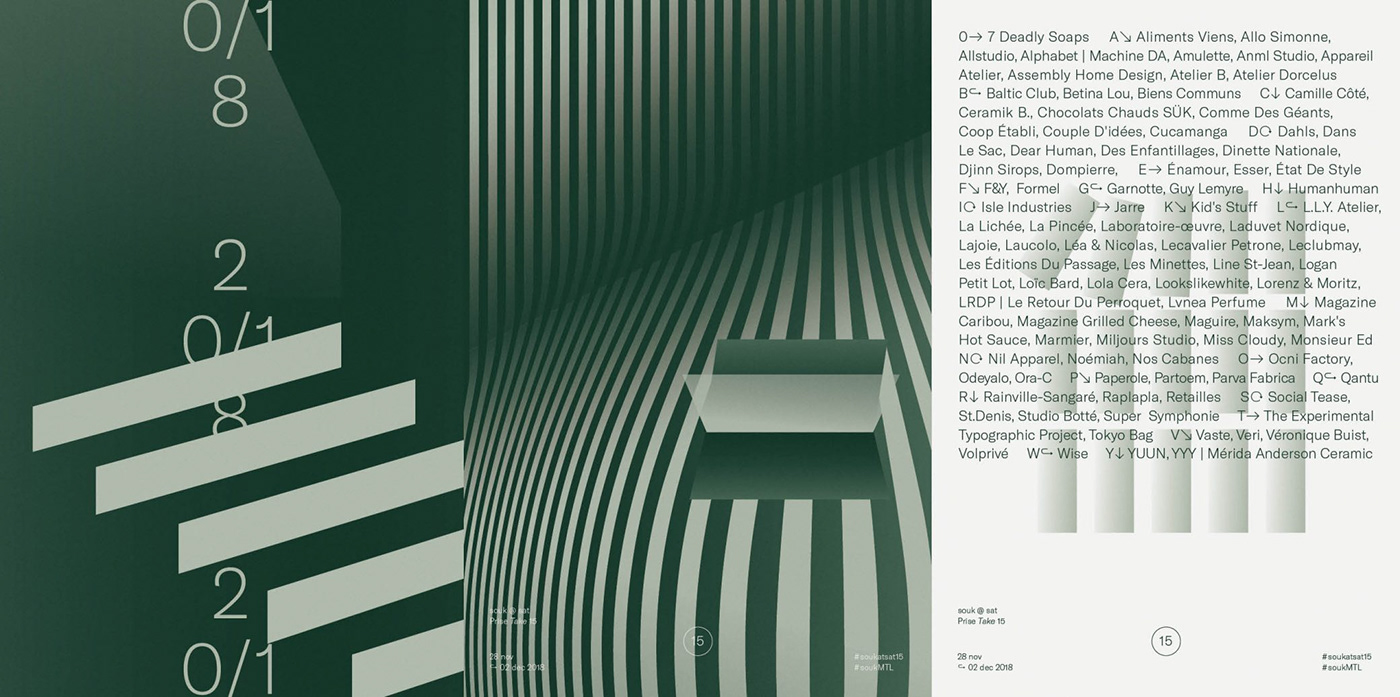 0/1
8
2
0/1
8
2
0/1
souk @ sat
Prise Take 15
28 nov
↪ 02 dec 2018
15
#soukatsat15
#soukMTL
0→ 7 Deadly Soaps A↘ Aliments Viens, Allo Simonne,
Allstudio, Alphabet | Machine DA, Amulette, Anml Studio, Appareil
Atelier, Assembly Home Design, Atelier B, Atelier Dorcelus
B↪ Baltic Club, Betina Lou, Biens Communs C↓ Camille Côté,
Ceramik B., Chocolats Chauds SÜK, Comme Des Géants,
Coop Établi, Couple D'idées, Cucamanga D⟳ Dahls, Dans
Le Sac, Dear Human, Des Enfantillages, Dinette Nationale,
Djinn Sirops, Dompierre, E→ Énamour, Esser, État De Style
F↘ F&Y, Formel G↪ Garnotte, Guy Lemyre H↓ Humanhuman
I⟳ Isle Industries J→ Jarre K↘ Kid's Stuff L↪ L.L.Y. Atelier,
La Lichée, La Pincée, Laboratoire-œuvre, Laduvet Nordique,
Lajoie, Laucolo, Léa & Nicolas, Lecavalier Petrone, Leclubmay,
Les Éditions Du Passage, Les Minettes, Line St-Jean, Logan
Petit Lot, Loïc Bard, Lola Cera, Lookslikewhite, Lorenz & Moritz,
LRDP | Le Retour Du Perroquet, Lvnea Perfume M↓ Magazine
Caribou, Magazine Grilled Cheese, Maguire, Maksym, Mark's
Hot Sauce, Marmier, Miljours Studio, Miss Cloudy, Monsieur Ed
N⟳ Nil Apparel, Noémiah, Nos Cabanes O→ Ocni Factory,
Odeyalo, Ora-C P↘ Paperole, Partoem, Parva Fabrica Q↪ Qantu
R↓ Rainville-Sangaré, Raplapla, Retailles S⟳ Social Tease,
St.Denis, Studio Botté, Super Symphonie T→ The Experimental
Typographic Project, Tokyo Bag V↘ Vaste, Veri, Véronique Buist,
Volprivé W↪ Wise Y↓ YUUN, YYY | Mérida Anderson Ceramic
souk @ sat
Prise Take 15
28 nov
↪ 02 dec 2018
15
#soukatsat15
#soukMTL